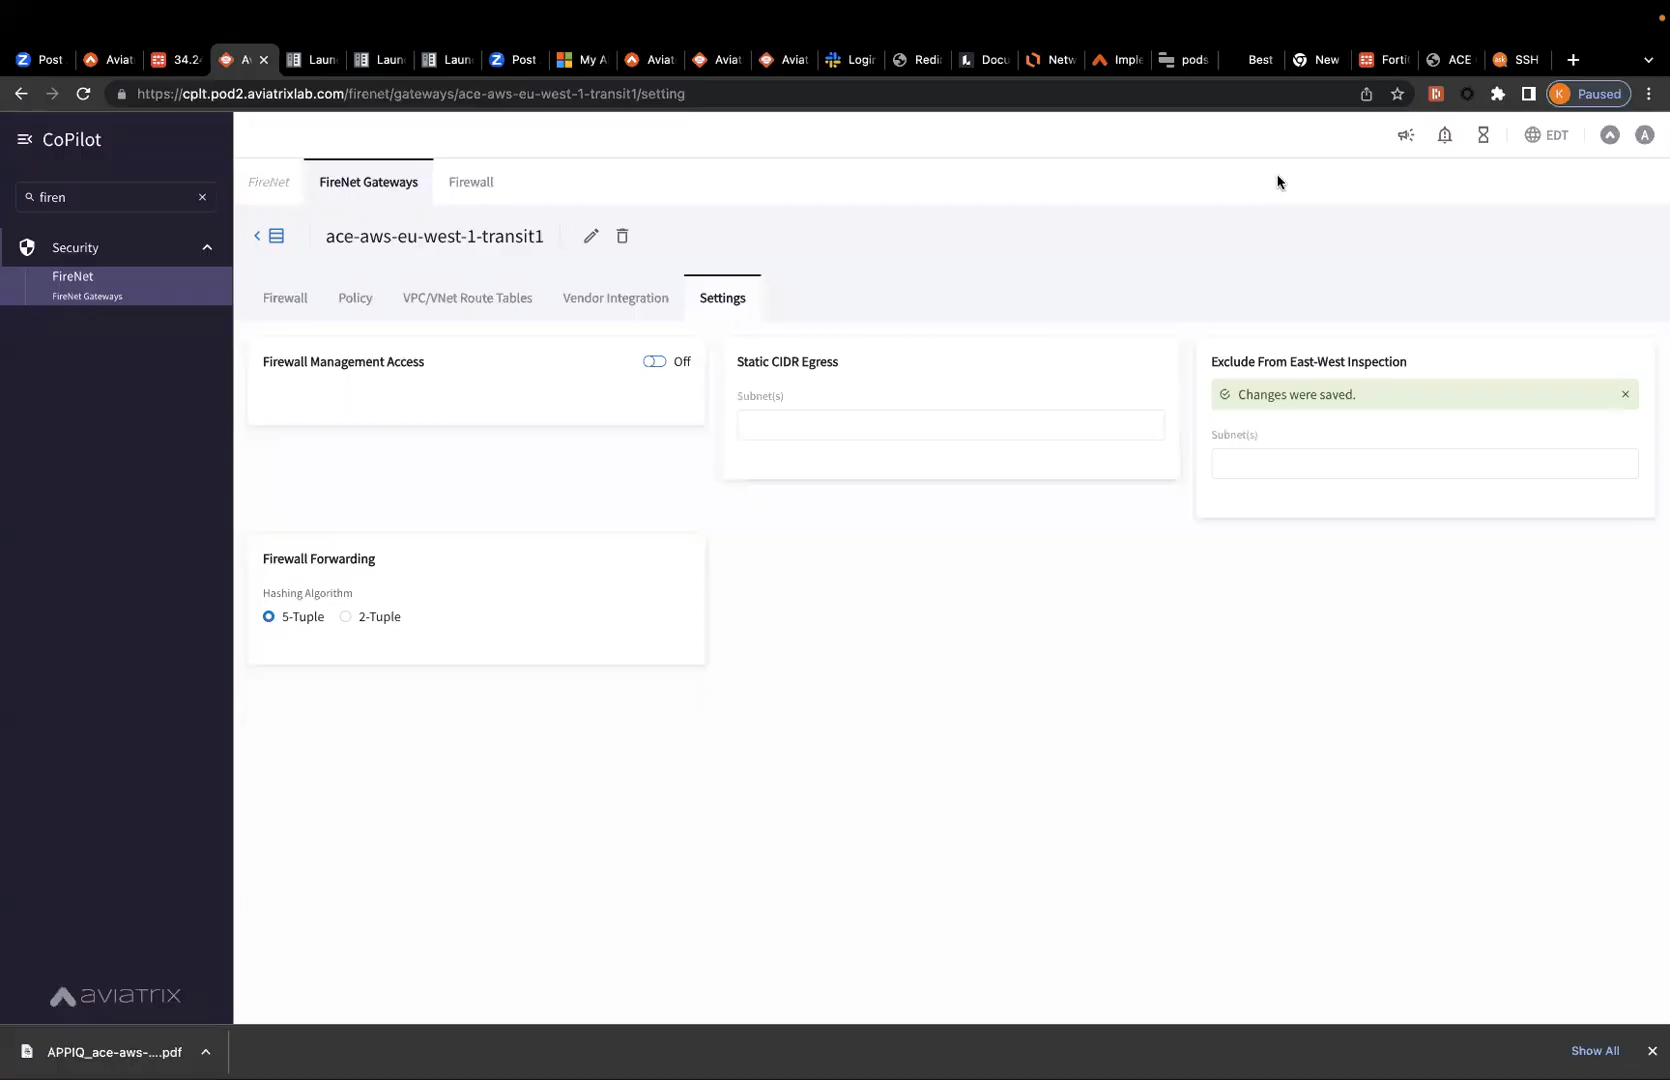 Post
Aviat
34.24
A
Laun
Laun
Laun
Post
My A
Aviat
Aviat
Aviat
Login
Redi
Docu
Netw
Imple
pods
Best
New
Forti
ACE
SSH
https://cplt.pod2.aviatrixlab.com/firenet/gateways/ace-aws-eu-west-1-transit1/setting
K Paused
CoPilot
EDT
A
FireNet
FireNet Gateways
Firewall
firen
ace-aws-eu-west-1-transit1
Security
FireNet
FireNet Gateways
Firewall
Policy
VPC/VNet Route Tables
Vendor Integration
Settings
Firewall Management Access
Off
Static CIDR Egress
Subnet(s)
Exclude From East-West Inspection
Changes were saved.
Subnet(s)
Firewall Forwarding
Hashing Algorithm
5-Tuple
2-Tuple
aviatrix
APPIQ_ace-aws-....pdf
Show All